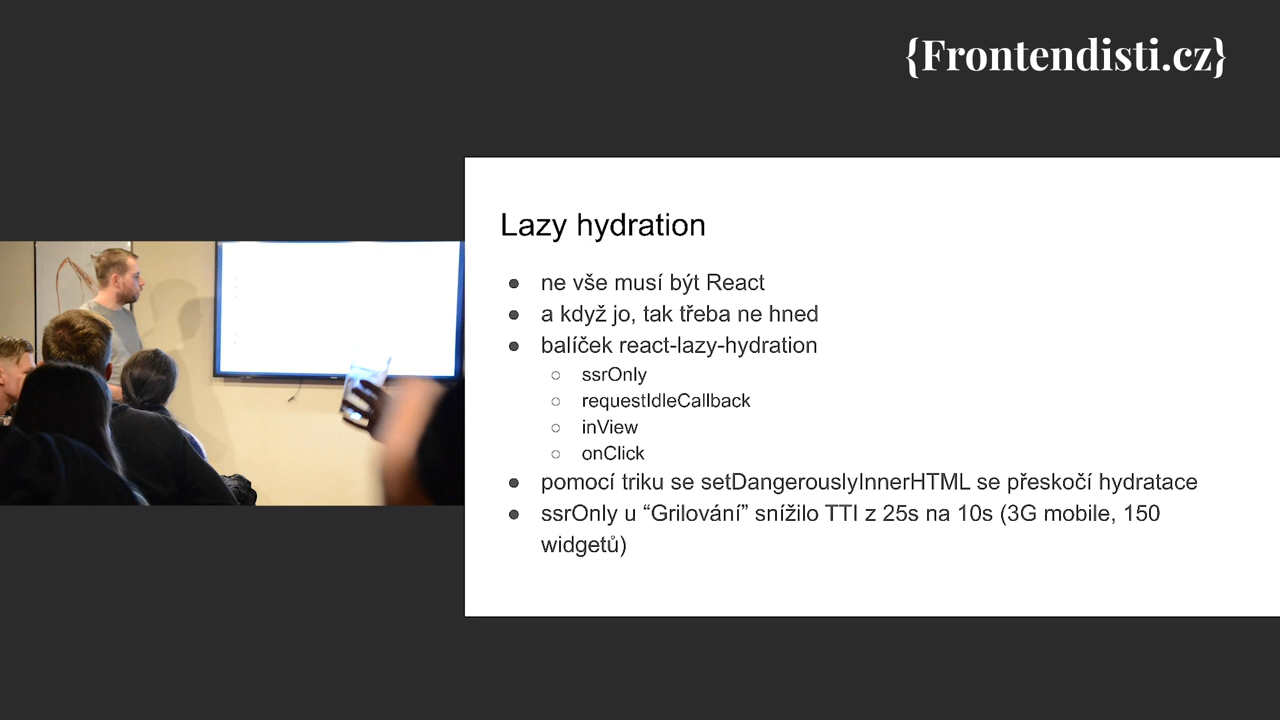 {Frontendisti.cz}
Lazy hydration
● ne vše musí být React
● a když jo, tak třeba ne hned
● balíček react-lazy-hydration
○ ssrOnly
○ requestIdleCallback
○ inView
○ onClick
● pomocí triku se setDangerouslyInnerHTML se přeskočí hydratace
● ssrOnly u “Grilování” snížilo TTI z 25s na 10s (3G mobile, 150
widgetů)